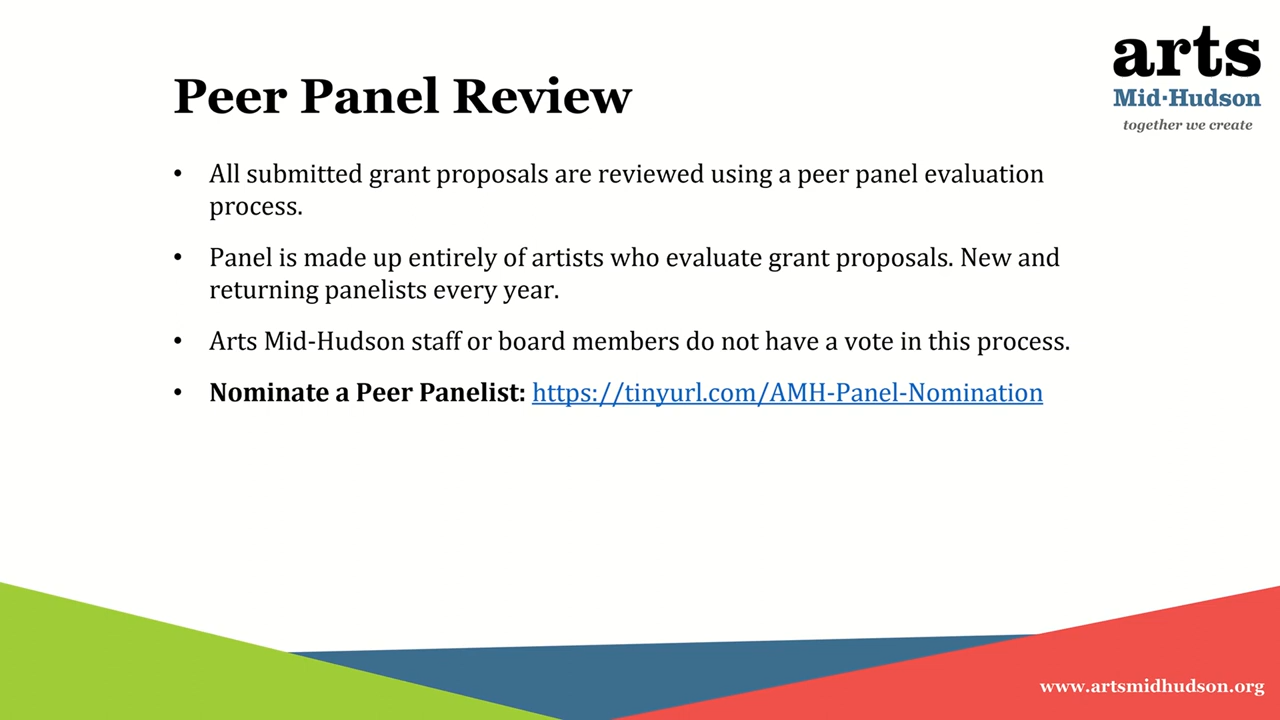 arts
Mid·Hudson
together we create
Peer Panel Review
• All submitted grant proposals are reviewed using a peer panel evaluation
process.
• Panel is made up entirely of artists who evaluate grant proposals. New and
returning panelists every year.
• Arts Mid-Hudson staff or board members do not have a vote in this process.
• Nominate a Peer Panelist: https://tinyurl.com/AMH-Panel-Nomination
www.artsmidhudson.org